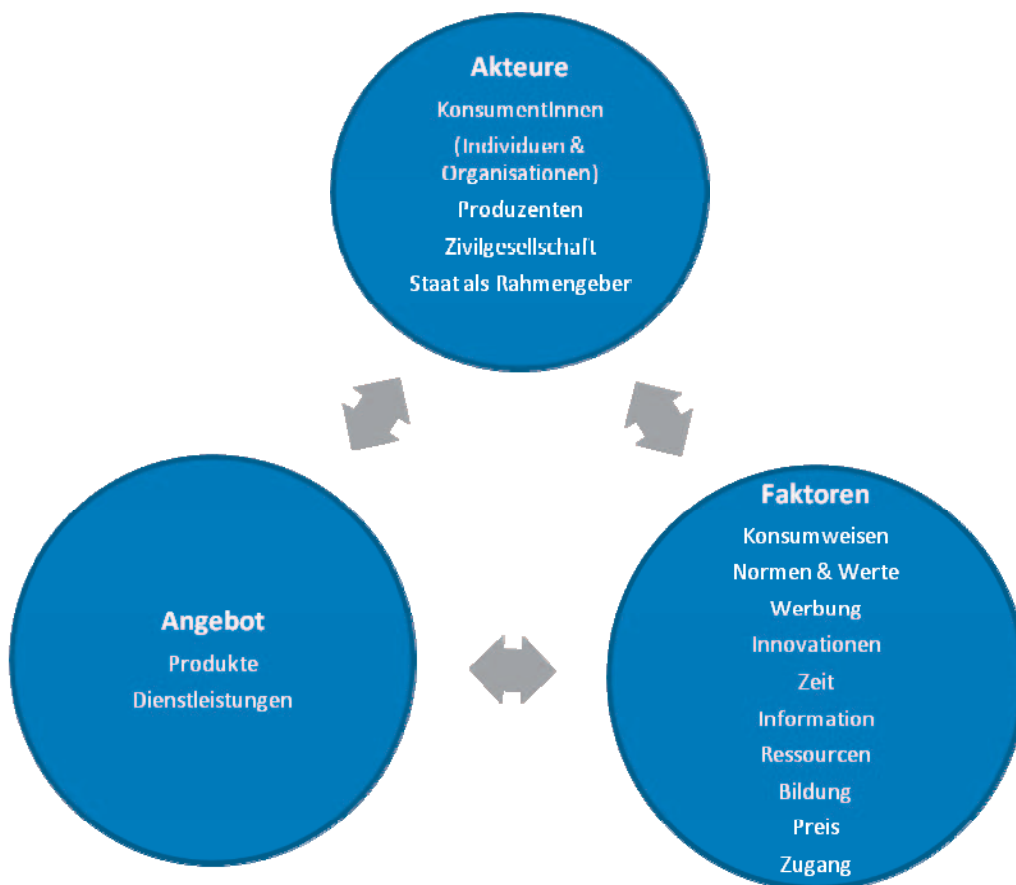 Akteure
KonsumentInnen
(Individuen &
Organisationen)
Produzenten
Zivilgesellschaft
Staat als Rahmengeber
Angebot
Produkte
Dienstleistungen
Faktoren
Konsumweisen
Normen & Werte
Werbung
Innovationen
Zeit
Information
Ressourcen
Bildung
Preis
Zugang